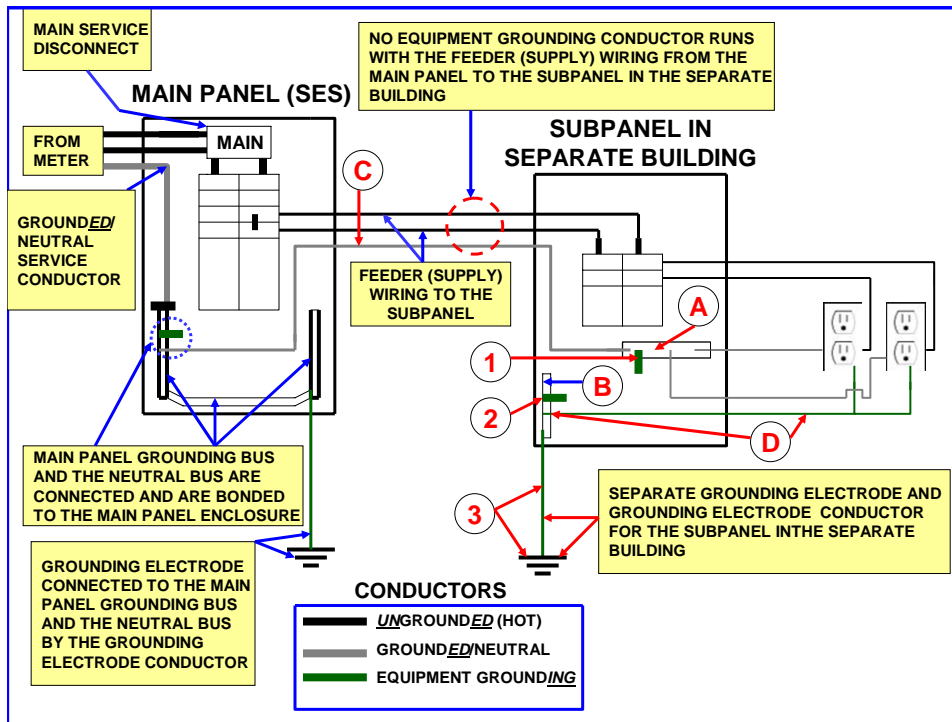 MAIN SERVICE
DISCONNECT
NO EQUIPMENT GROUNDING CONDUCTOR RUNS
WITH THE FEEDER (SUPPLY) WIRING FROM THE
MAIN PANEL TO THE SUBPANEL IN THE SEPARATE
BUILDING
MAIN PANEL (SES)
SUBPANEL IN
SEPARATE BUILDING
FROM
METER
MAIN
C
GROUNDED/
NEUTRAL
SERVICE
CONDUCTOR
FEEDER (SUPPLY)
WIRING TO THE
SUBPANEL
A
1
B
2
D
MAIN PANEL GROUNDING BUS
AND THE NEUTRAL BUS ARE
CONNECTED AND ARE BONDED
TO THE MAIN PANEL ENCLOSURE
3
SEPARATE GROUNDING ELECTRODE AND
GROUNDING ELECTRODE CONDUCTOR
FOR THE SUBPANEL INTHE SEPARATE
BUILDING
GROUNDING ELECTRODE
CONNECTED TO THE MAIN
PANEL GROUNDING BUS
AND THE NEUTRAL BUS
BY THE GROUNDING
ELECTRODE CONDUCTOR
CONDUCTORS
UNGROUNDED (HOT)
GROUNDED/NEUTRAL
EQUIPMENT GROUNDING